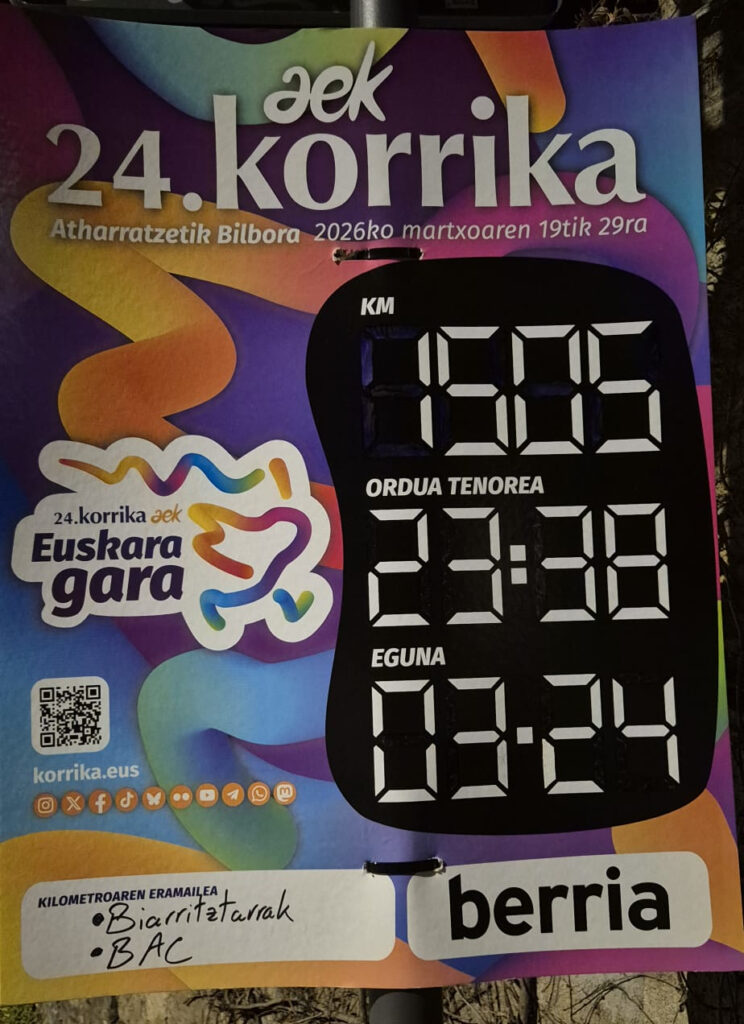 aek
24.korrika
Atharratzetik Bilbora 2026ko martxoaren 19tik 29ra
KM
1505
ORDUA TENOREA
23:38
EGUNA
03·24
24.korrika aek
Euskara
gara
korrika.eus
KILOMETROAREN ERAMAILEA
•Biarritztarrak
•BAC
berria